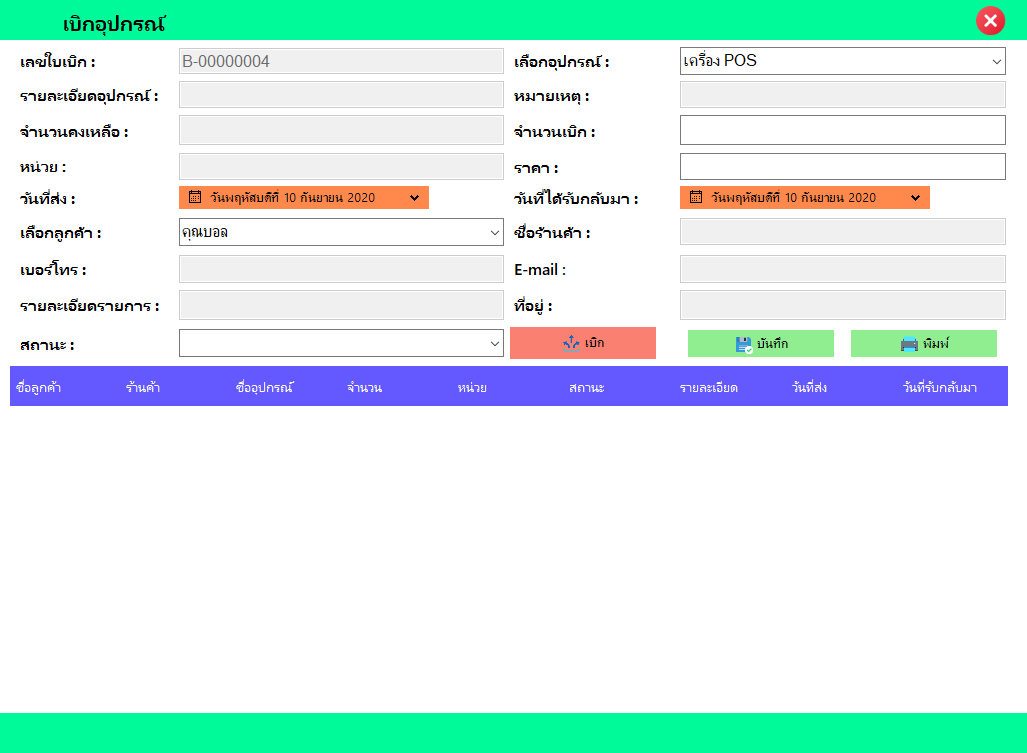 เบิกอุปกรณ์
เลขใบเบิก : B-00000004 เลือกอุปกรณ์ : เครื่อง POS
รายละเอียดอุปกรณ์ : หมายเหตุ :
จำนวนคงเหลือ : จำนวนเบิก :
หน่วย : ราคา :
วันที่ส่ง : วันพฤหัสบดีที่ 10 กันยายน 2020 วันที่ได้รับกลับมา : วันพฤหัสบดีที่ 10 กันยายน 2020
เลือกลูกค้า : คุณบอล ชื่อร้านค้า :
เบอร์โทร : E-mail :
รายละเอียดรายการ : ที่อยู่ :
สถานะ : เบิก บันทึก พิมพ์
ชื่อลูกค้า ร้านค้า ชื่ออุปกรณ์ จำนวน หน่วย สถานะ รายละเอียด วันที่ส่ง วันที่รับกลับมา